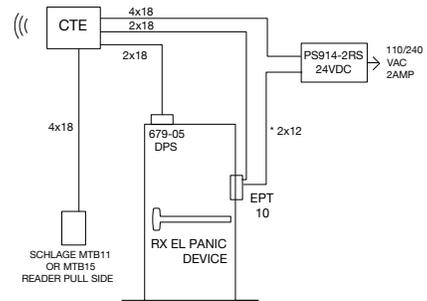 4x18
CTE
2x18
2x18
PS914-2RS
24VDC
110/240
VAC
2AMP
4x18
679-05
DPS
* 2x12
EPT
10
RX EL PANIC
DEVICE
SCHLAGE MTB11
OR MTB15
READER PULL SIDE